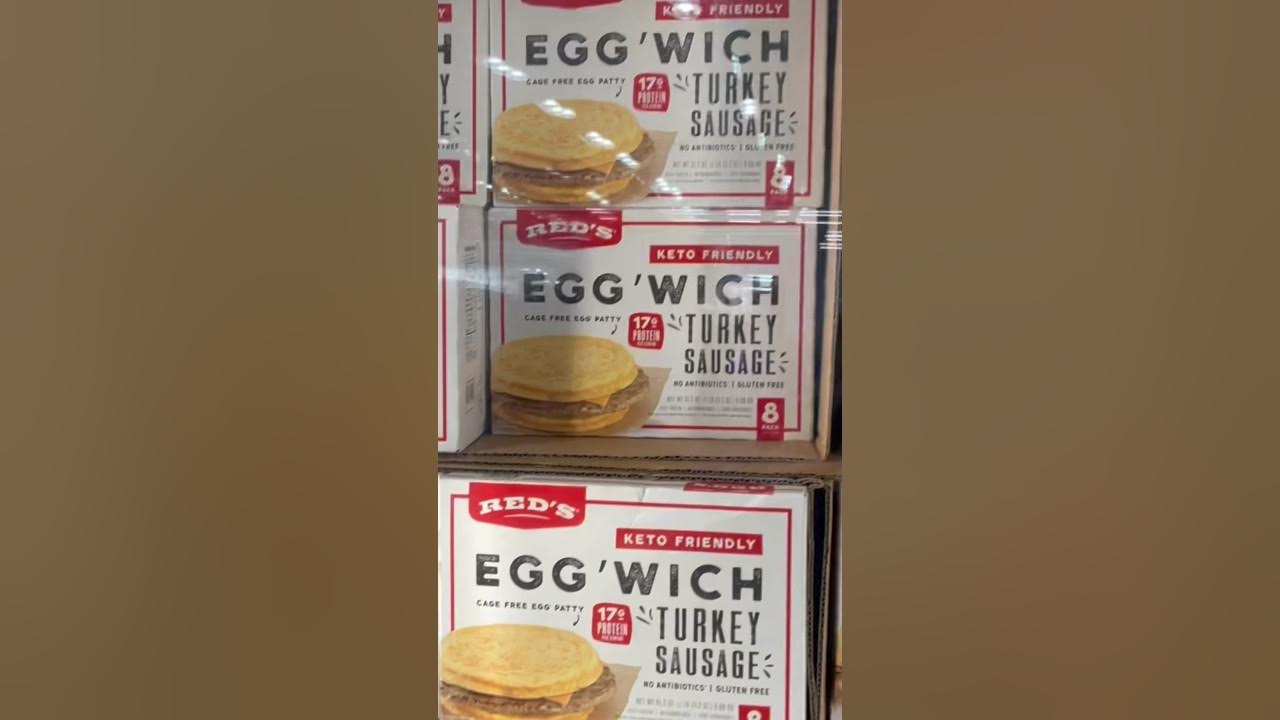 KETO FRIENDLY
EGG'WICH
CAGE FREE EGG PATTY
17G PROTEIN
TURKEY
SAUSAGE
NO ANTIBIOTICS* | GLUTEN FREE
8
PACK
RED'S
KETO FRIENDLY
EGG'WICH
CAGE FREE EGG PATTY
17G PROTEIN
TURKEY
SAUSAGE
NO ANTIBIOTICS* | GLUTEN FREE
8
PACK
RED'S
KETO FRIENDLY
EGG'WICH
CAGE FREE EGG PATTY
17G PROTEIN
TURKEY
SAUSAGE
NO ANTIBIOTICS* | GLUTEN FREE
8